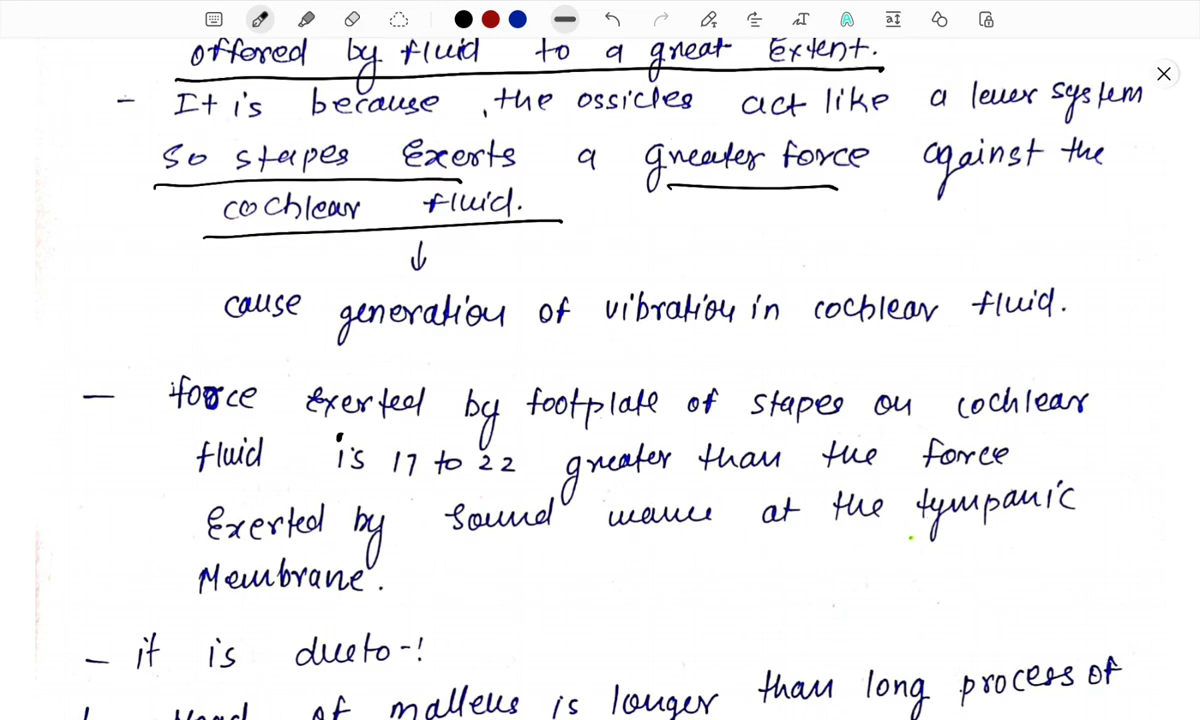 offered by fluid to a great Extent.
- It is because, the ossicles act like a lever system
so stapes Exerts a greater force against the
cochlear fluid.
↓
cause generation of vibration in cochlear fluid.
- force exerted by footplate of stapes on cochlear
fluid is 17 to 22 greater than the force
Exerted by sound wave at the tympanic
Membrane.
- it is due to -!
of malleus is longer than long process of